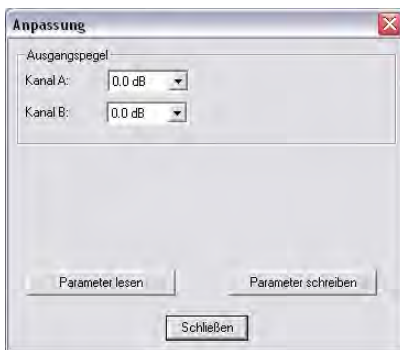 Anpassung
Ausgangspegel
Kanal A: 0.0 dB
Kanal B: 0.0 dB
Parameter lesen Parameter schreiben
Schließen